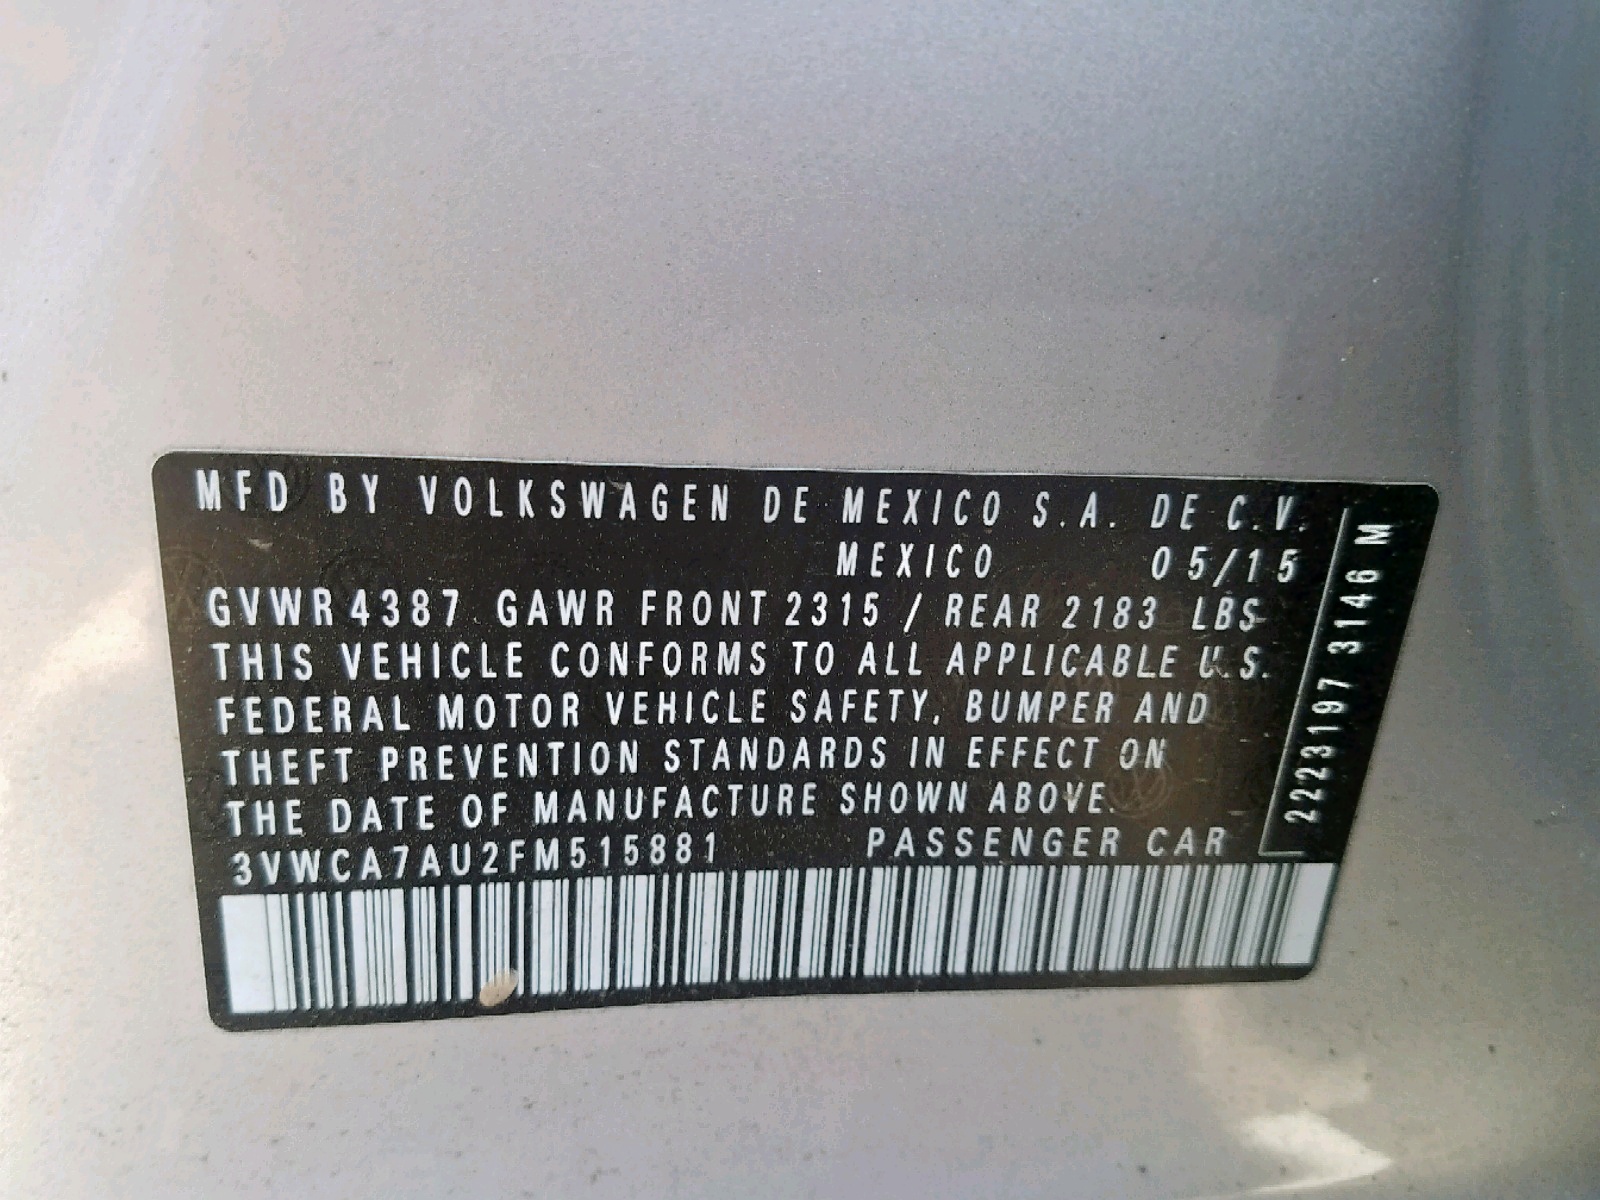 MFD BY VOLKSWAGEN DE MEXICO S.A. DE C.V.
MEXICO 05/15
GVWR 4387 GAWR FRONT 2315 / REAR 2183 LBS
THIS VEHICLE CONFORMS TO ALL APPLICABLE U.S.
FEDERAL MOTOR VEHICLE SAFETY, BUMPER AND
THEFT PREVENTION STANDARDS IN EFFECT ON
THE DATE OF MANUFACTURE SHOWN ABOVE.
3VWCA7AU2FM515881 PASSENGER CAR
2223197 3146 M